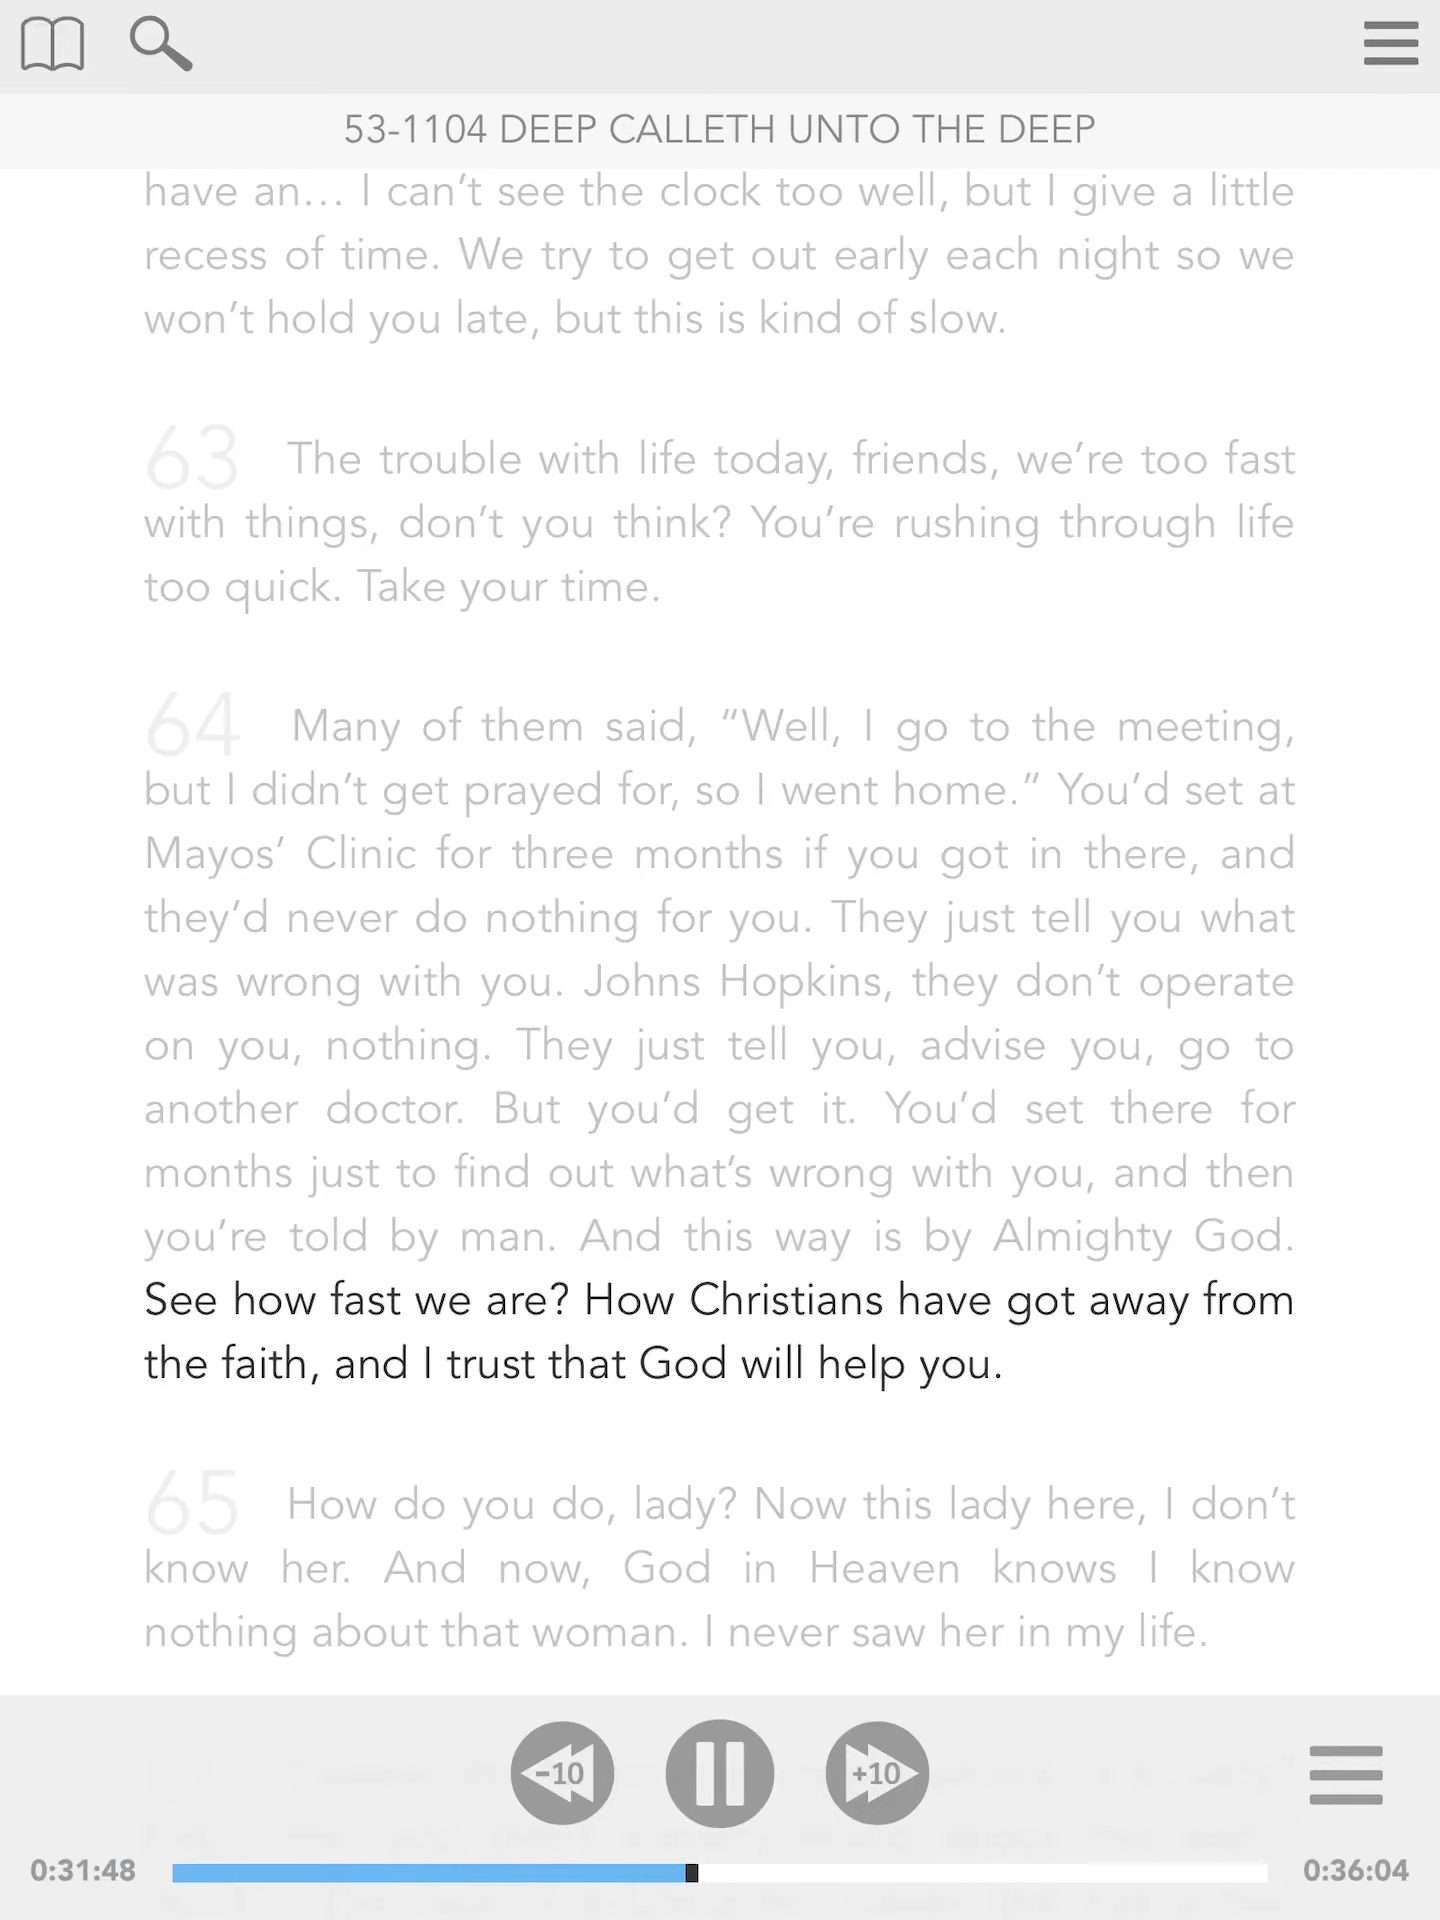 53-1104 DEEP CALLETH UNTO THE DEEP
have an… I can’t see the clock too well, but I give a little
recess of time. We try to get out early each night so we
won’t hold you late, but this is kind of slow.
63 The trouble with life today, friends, we’re too fast
with things, don’t you think? You’re rushing through life
too quick. Take your time.
64 Many of them said, “Well, I go to the meeting,
but I didn’t get prayed for, so I went home.” You’d set at
Mayos’ Clinic for three months if you got in there, and
they’d never do nothing for you. They just tell you what
was wrong with you. Johns Hopkins, they don’t operate
on you, nothing. They just tell you, advise you, go to
another doctor. But you’d get it. You’d set there for
months just to find out what’s wrong with you, and then
you’re told by man. And this way is by Almighty God.
See how fast we are? How Christians have got away from
the faith, and I trust that God will help you.
65 How do you do, lady? Now this lady here, I don’t
know her. And now, God in Heaven knows I know
nothing about that woman. I never saw her in my life.
-10 +10
0:31:48 0:36:04